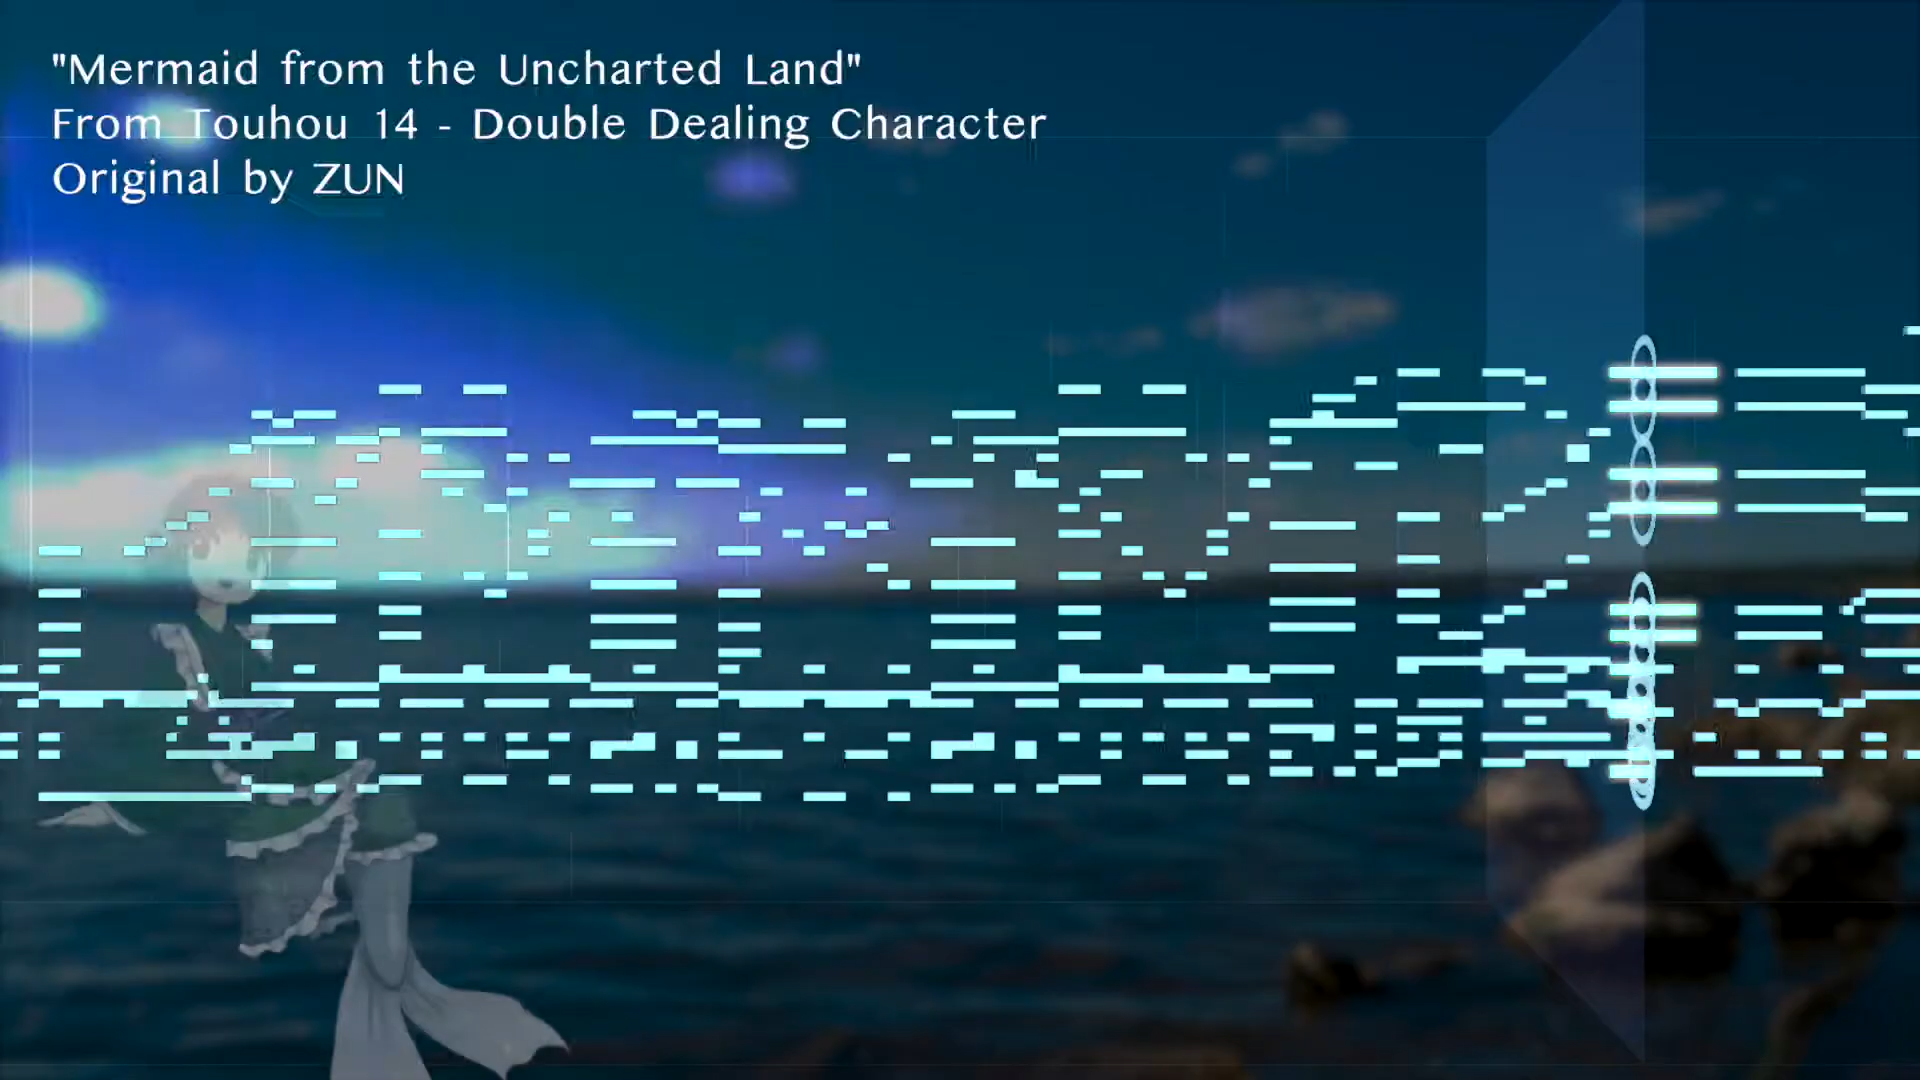 "Mermaid from the Uncharted Land"
From Touhou 14 - Double Dealing Character
Original by ZUN